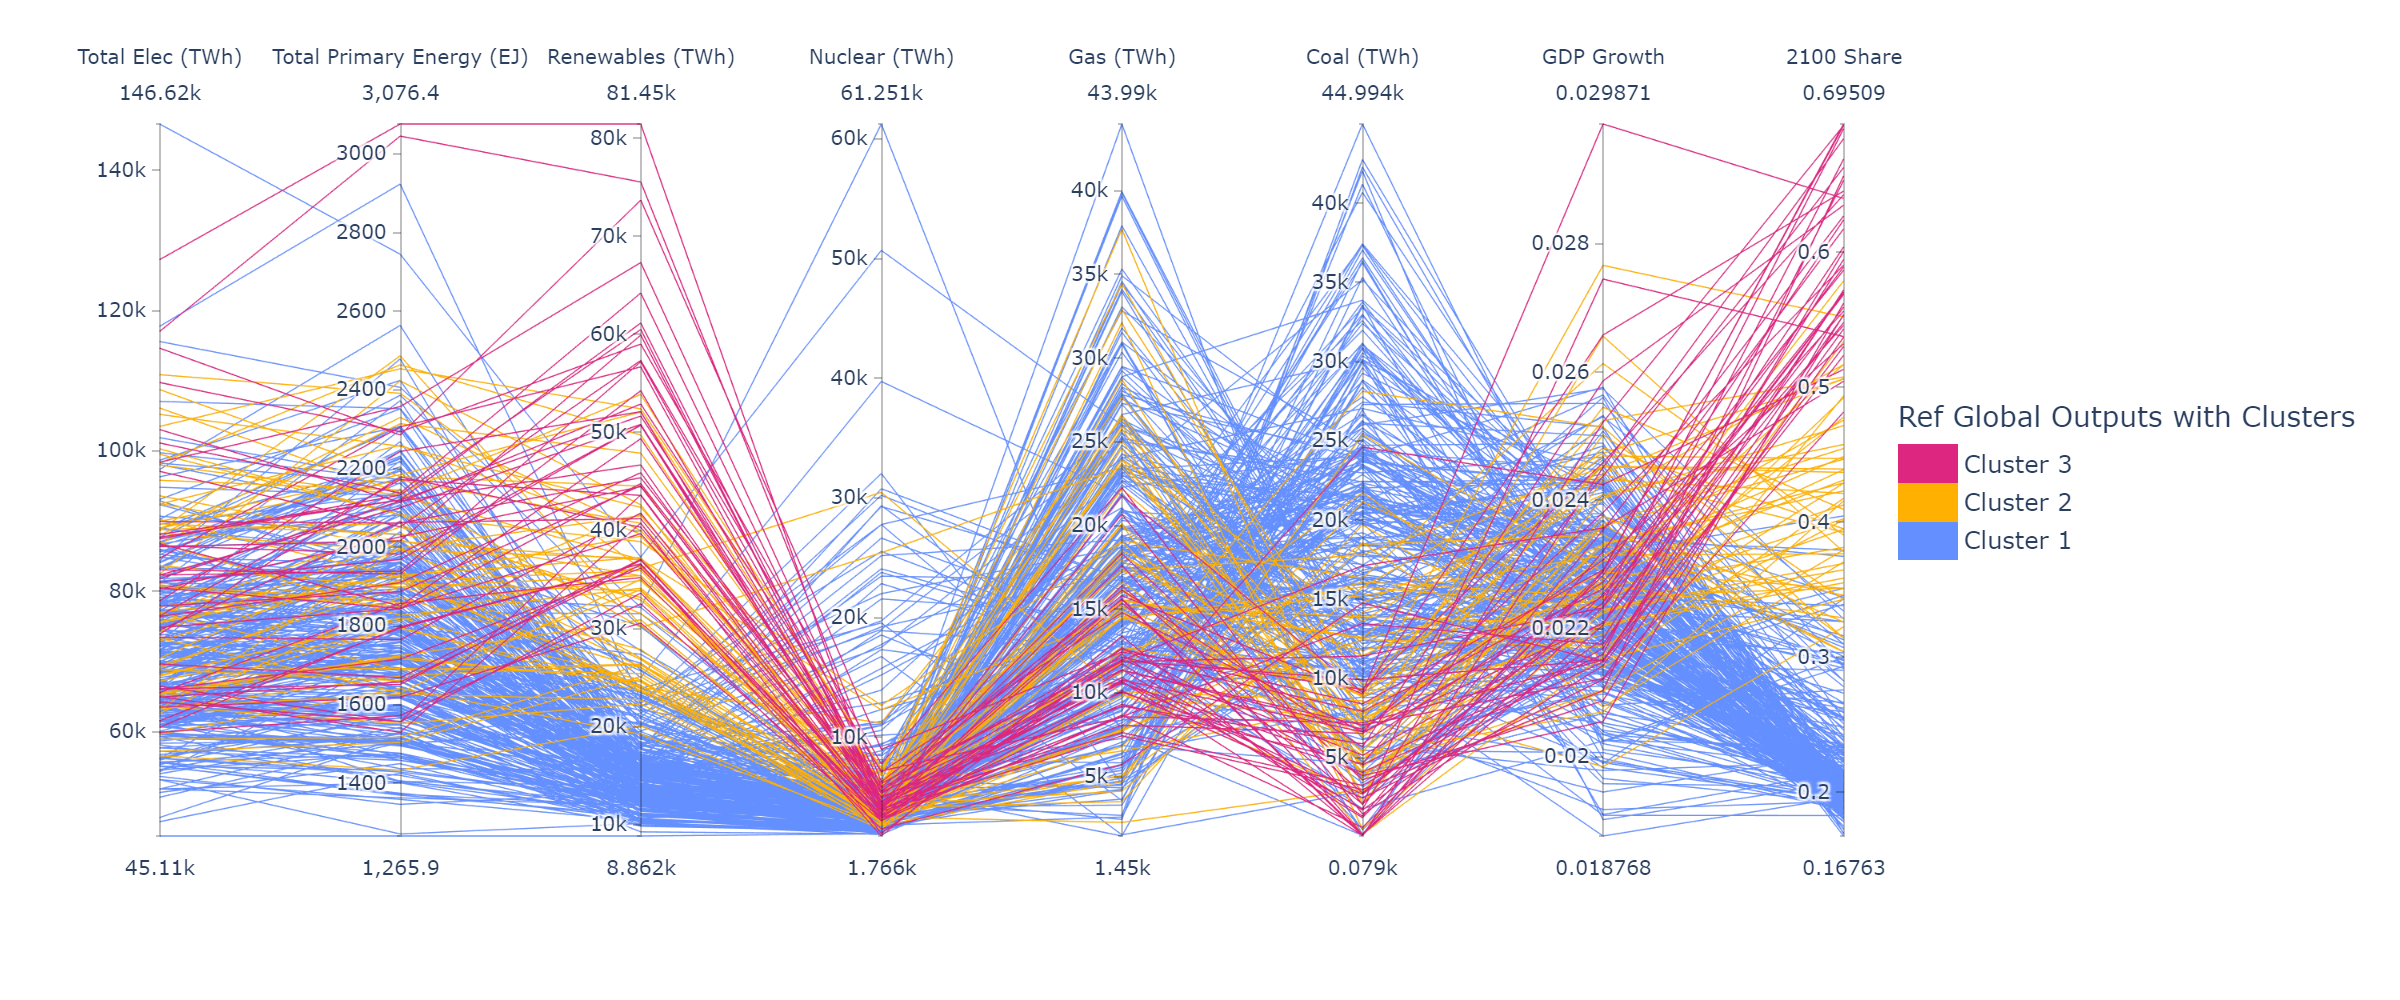 Total Elec (TWh) Total Primary Energy (EJ) Renewables (TWh) Nuclear (TWh) Gas (TWh) Coal (TWh) GDP Growth 2100 Share
146.62k 3,076.4 81.45k 61.251k 43.99k 44.994k 0.029871 0.69509
140k
120k
100k
80k
60k
3000
2800
2600
2400
2200
2000
1800
1600
1400
80k
70k
60k
50k
40k
30k
20k
10k
60k
50k
40k
30k
20k
10k
40k
35k
30k
25k
20k
15k
10k
5k
40k
35k
30k
25k
20k
15k
10k
5k
0.028
0.026
0.024
0.022
0.02
0.6
0.5
0.4
0.3
0.2
45.11k 1,265.9 8.862k 1.766k 1.45k 0.079k 0.018768 0.16763
Ref Global Outputs with Clusters
Cluster 3
Cluster 2
Cluster 1